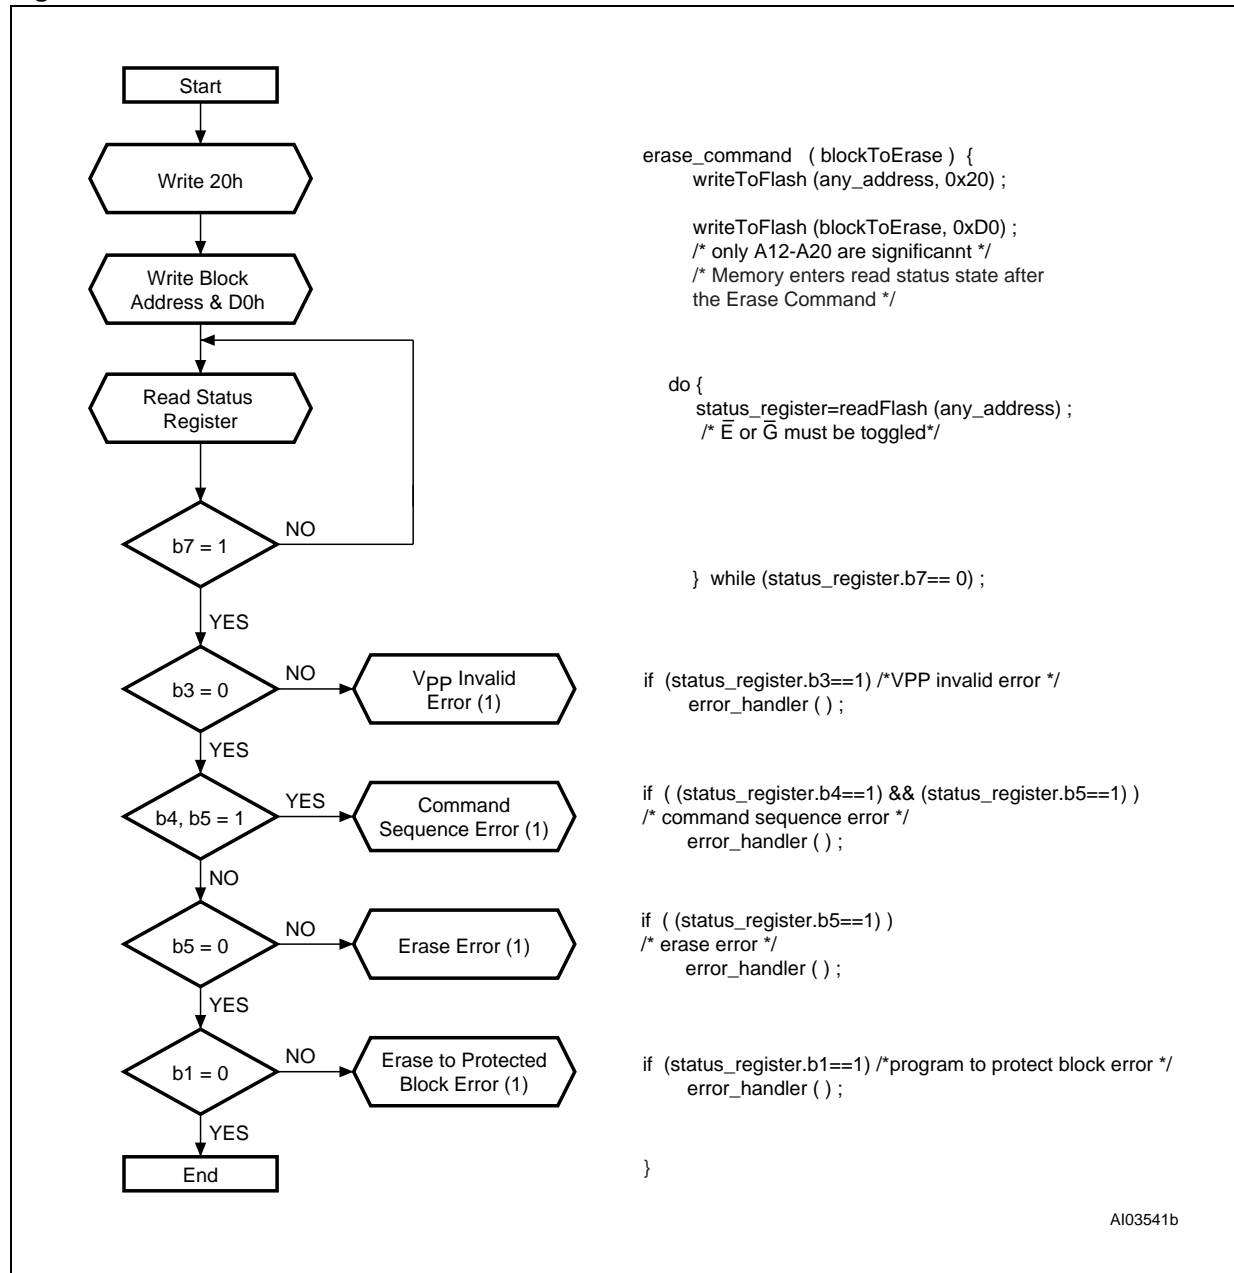 Start
Write 20h
Write Block
Address & D0h
Read Status
Register
b7 = 1
NO
YES
b3 = 0
NO
VPP Invalid
Error (1)
YES
b4, b5 = 1
YES
Command
Sequence Error (1)
NO
b5 = 0
NO
Erase Error (1)
YES
b1 = 0
NO
Erase to Protected
Block Error (1)
YES
End
erase_command ( blockToErase ) {
writeToFlash (any_address, 0x20) ;
writeToFlash (blockToErase, 0xD0) ;
/* only A12-A20 are significannt */
/* Memory enters read status state after
the Erase Command */
do {
status_register=readFlash (any_address) ;
/* E̅ or G̅ must be toggled*/
} while (status_register.b7== 0) ;
if (status_register.b3==1) /*VPP invalid error */
error_handler ( ) ;
if ( (status_register.b4==1) && (status_register.b5==1) )
/* command sequence error */
error_handler ( ) ;
if ( (status_register.b5==1) )
/* erase error */
error_handler ( ) ;
if (status_register.b1==1) /*program to protect block error */
error_handler ( ) ;
}
AI03541b